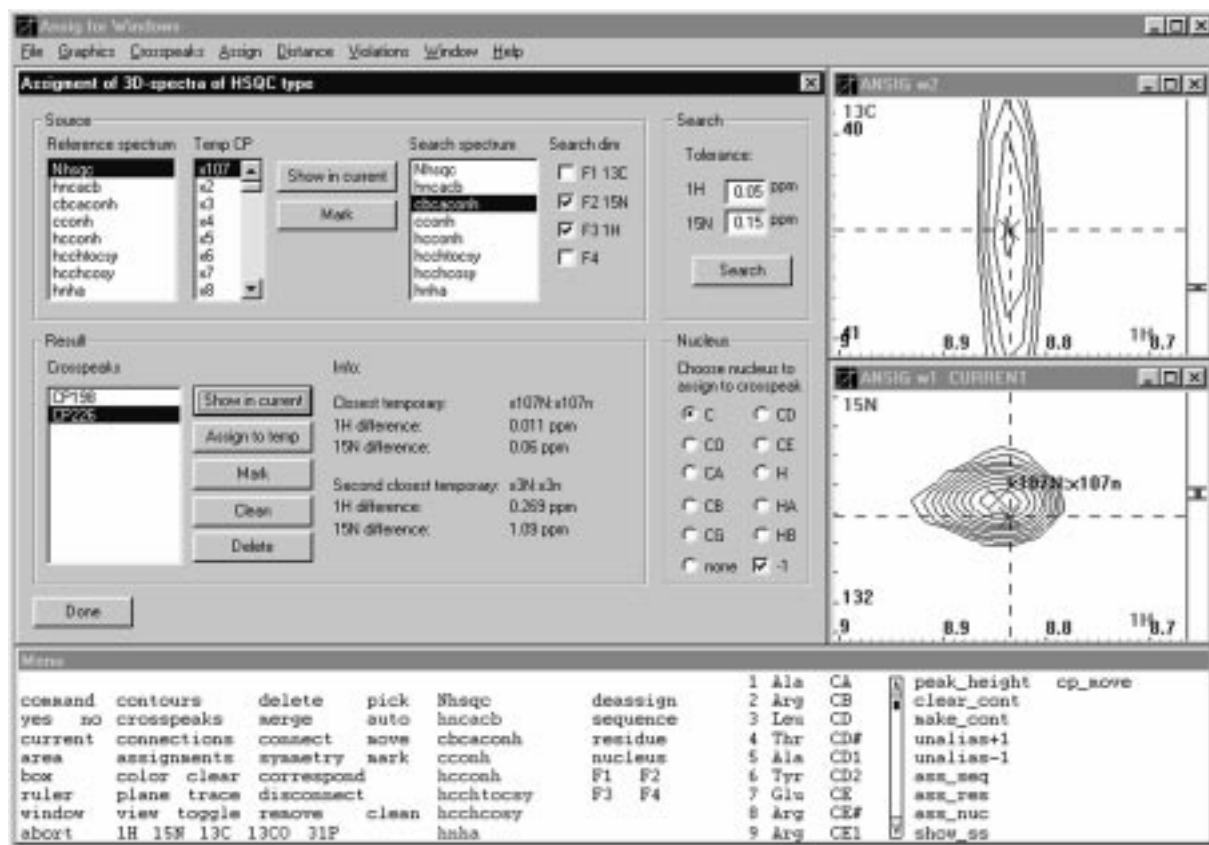 Ansig for Windows
File Graphics Crosspeaks Assign Distance Violations Window Help
Assigment of 3D-spectra of HSQC type
Source
Reference spectrum
Nhsqc
hncacb
cbcaconh
cconh
hcconh
hcchtocsy
hcchcosy
hnha
Temp CP
x107
x2
x3
x4
x5
x6
x7
x8
Show in current
Mark
Search spectrum
Nhsqc
hncacb
cbcaconh
cconh
hcconh
hcchtocsy
hcchcosy
hnha
Search dim
F1 13C
F2 15N
F3 1H
F4
Search
Tolerance:
1H 0.05 ppm
15N 0.15 ppm
Search
Result
Crosspeaks
CP198
CP226
Show in current
Assign to temp
Mark
Clean
Delete
Info:
Closest temporary: x107N:x107n
1H difference: 0.011 ppm
15N difference: 0.06 ppm
Second closest temporary: x3N:x3n
1H difference: 0.269 ppm
15N difference: 1.09 ppm
Nucleus
Choose nucleus to
assign to crosspeak
C CD
CO CE
CA H
CB HA
CG HB
none -1
Done
ANSIG w2
13C
40
41
9 8.9 8.8 1H 8.7
ANSIG w1 CURRENT
15N
x107N:x107n
132
9 8.9 8.8 1H 8.7
Menu
command contours delete pick Nhsqc deassign 1 Ala CA peak_height cp_move
yes no crosspeaks merge auto hncacb sequence 2 Arg CB clear_cont
current connections connect move cbcaconh residue 3 Leu CD make_cont
area assignments symmetry mark cconh nucleus 4 Thr CD# unalias+1
box color clear correspond hcconh F1 F2 5 Ala CD1 unalias-1
ruler plane trace disconnect hcchtocsy F3 F4 6 Tyr CD2 ass_seq
window view toggle remove clean hcchcosy 7 Glu CE ass_res
abort 1H 15N 13C 13CO 31P hnha 8 Arg CE# ass_nuc
9 Arg CE1 show_ss